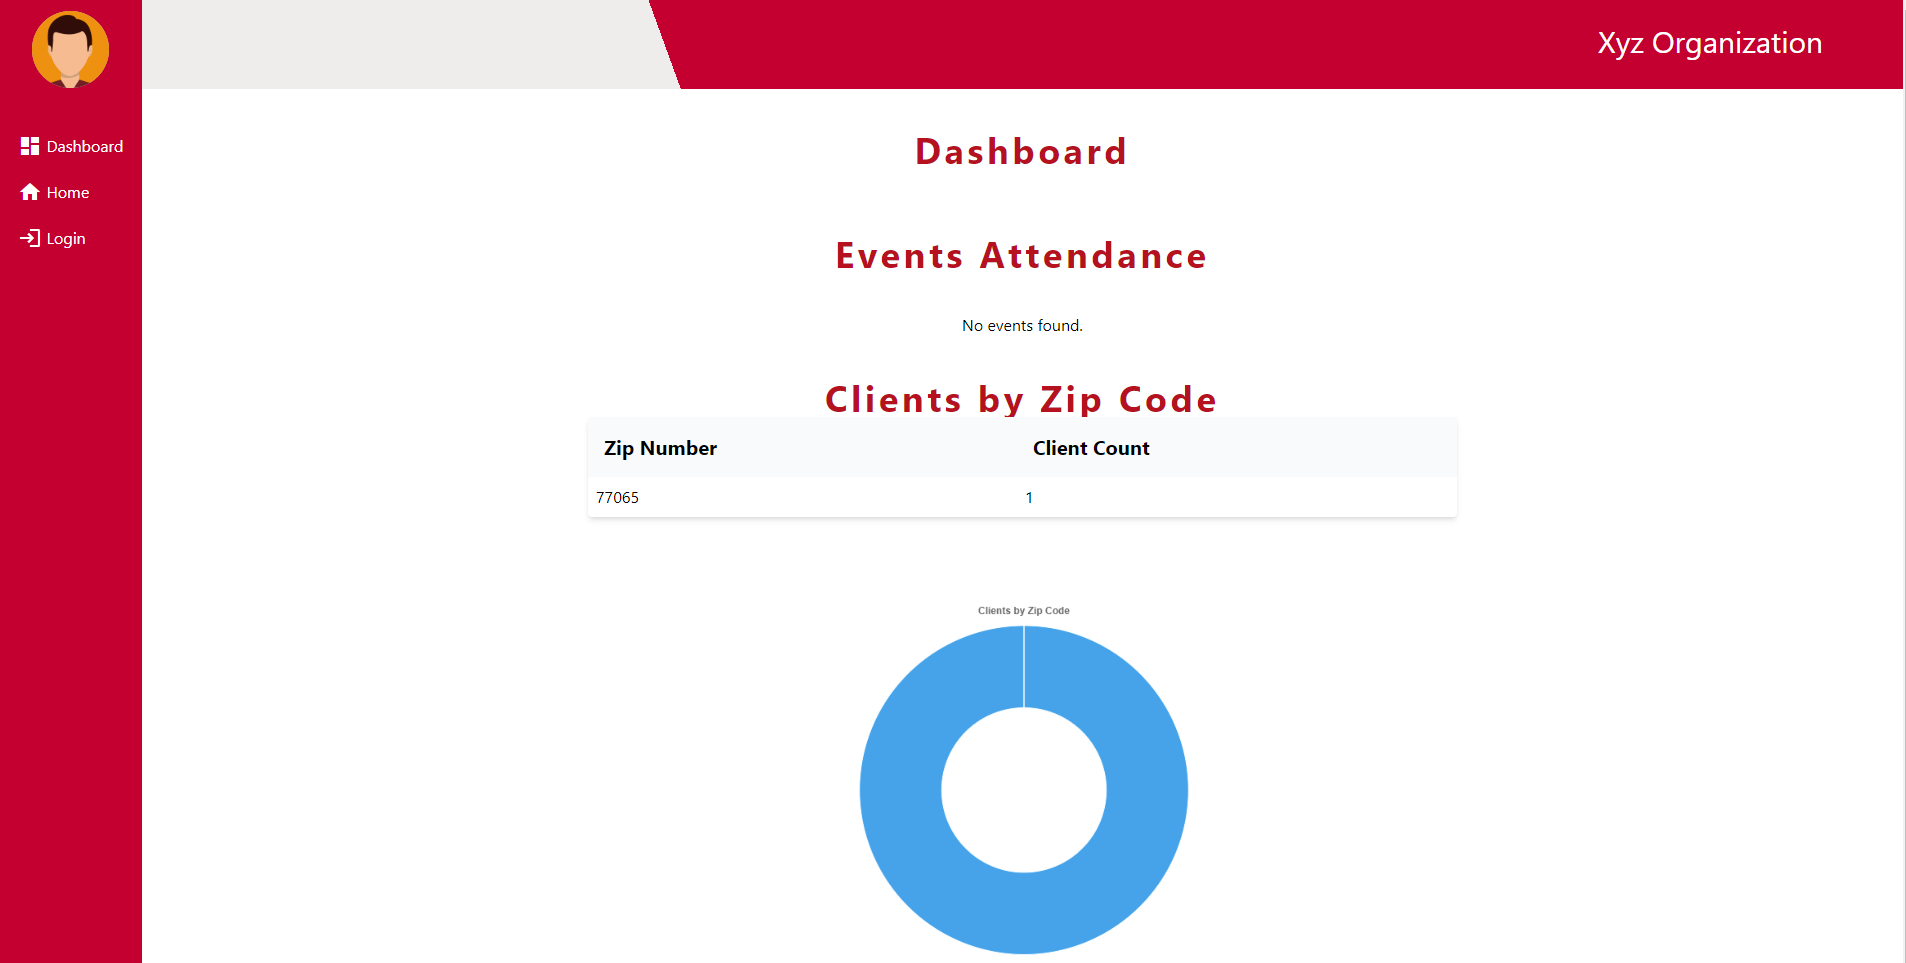 Xyz Organization
Dashboard
Home
Login
Dashboard
Events Attendance
No events found.
Clients by Zip Code
Zip Number Client Count
77065 1
Clients by Zip Code